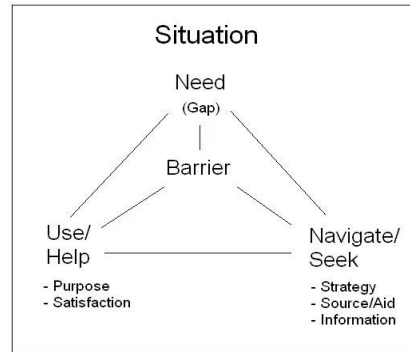 Situation
Need
(Gap)
Barrier
Use/
Help
- Purpose
- Satisfaction
Navigate/
Seek
- Strategy
- Source/Aid
- Information